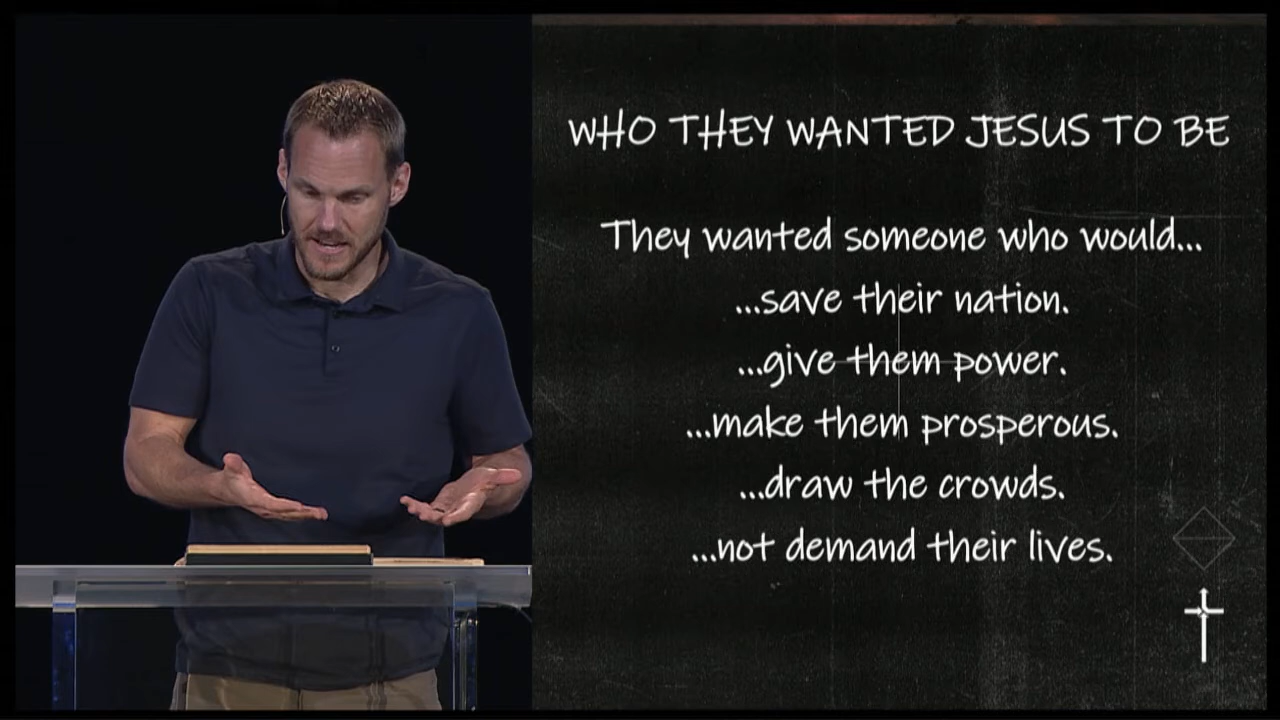 WHO THEY WANTED JESUS TO BE
They wanted someone who would...
...save their nation.
...give them power.
...make them prosperous.
...draw the crowds.
...not demand their lives.